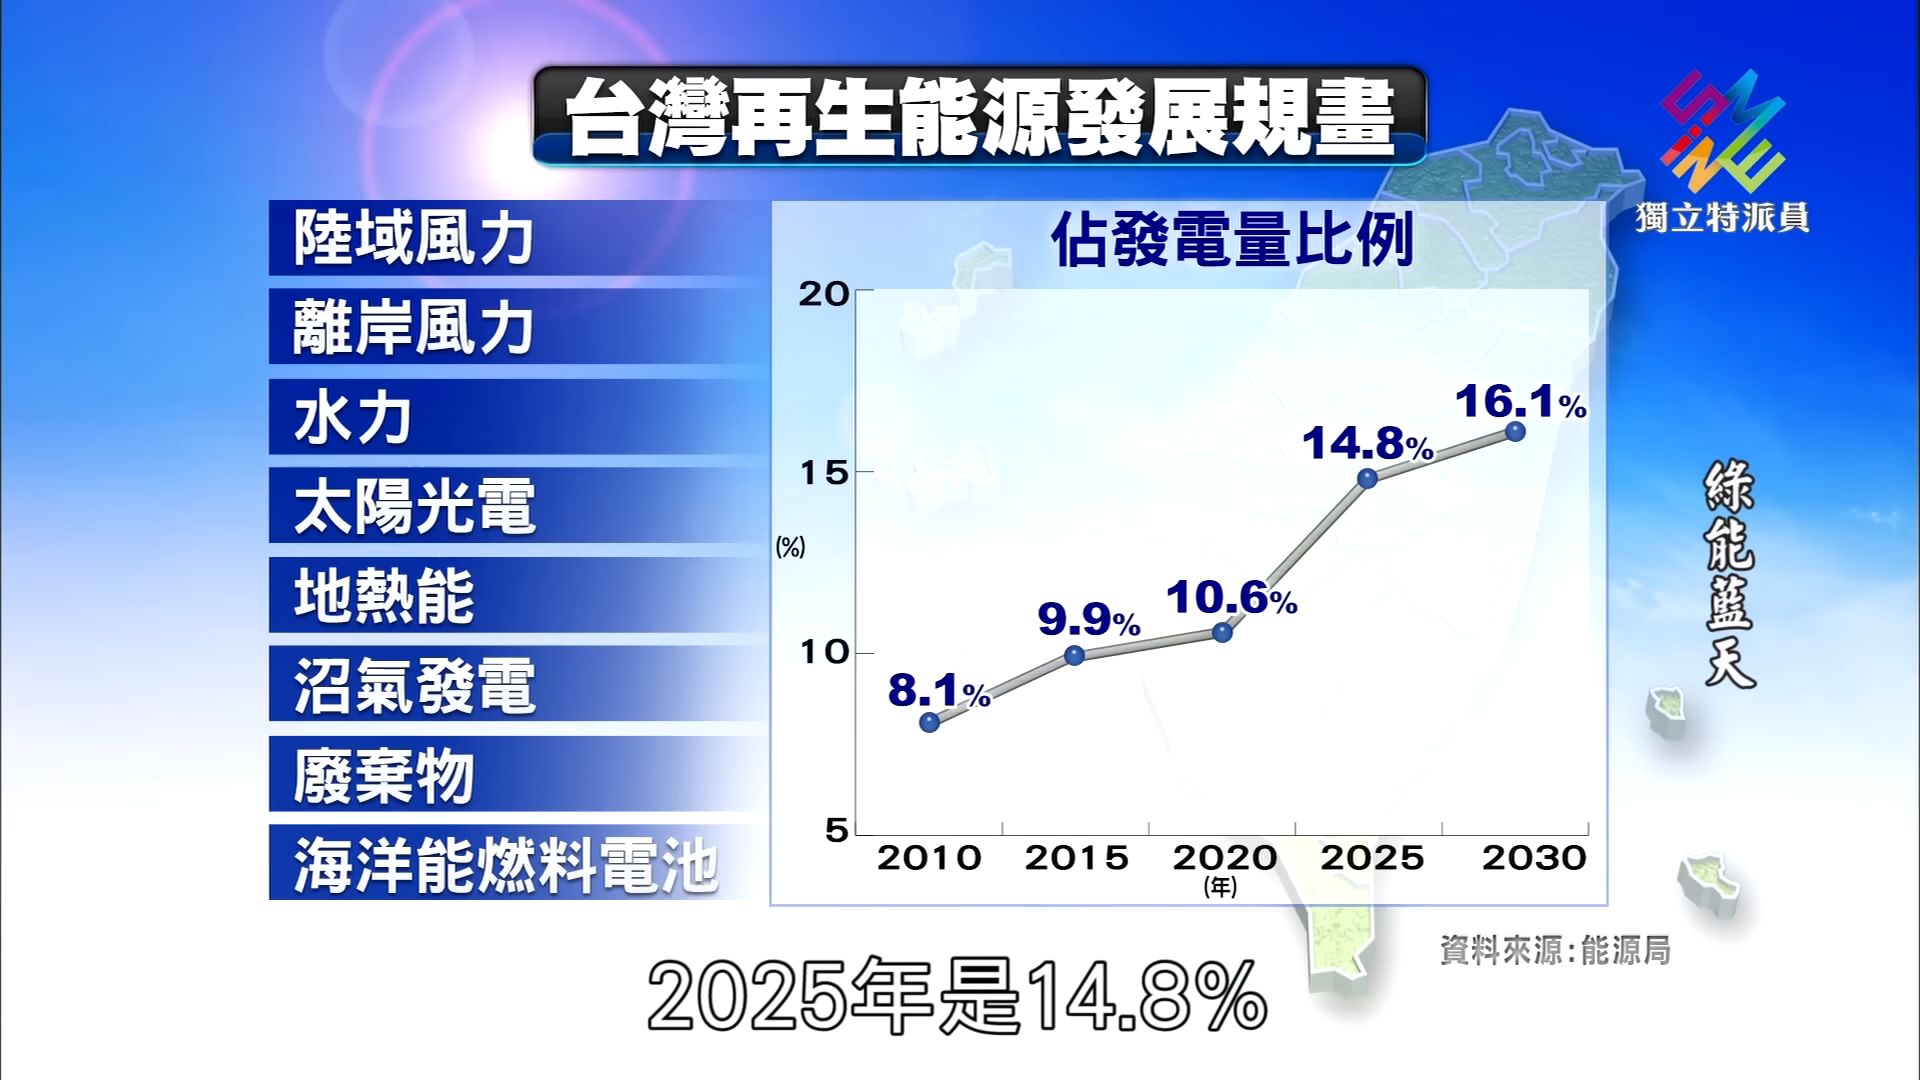 台灣再生能源發展規畫
SiNNE
獨立特派員
陸域風力
離岸風力
水力
太陽光電
地熱能
沼氣發電
廢棄物
海洋能燃料電池
佔發電量比例
20
15
(%)
10
5
8.1%
9.9%
10.6%
14.8%
16.1%
2010 2015 2020 2025 2030
(年)
綠能藍天
資料來源:能源局
2025年是14.8%